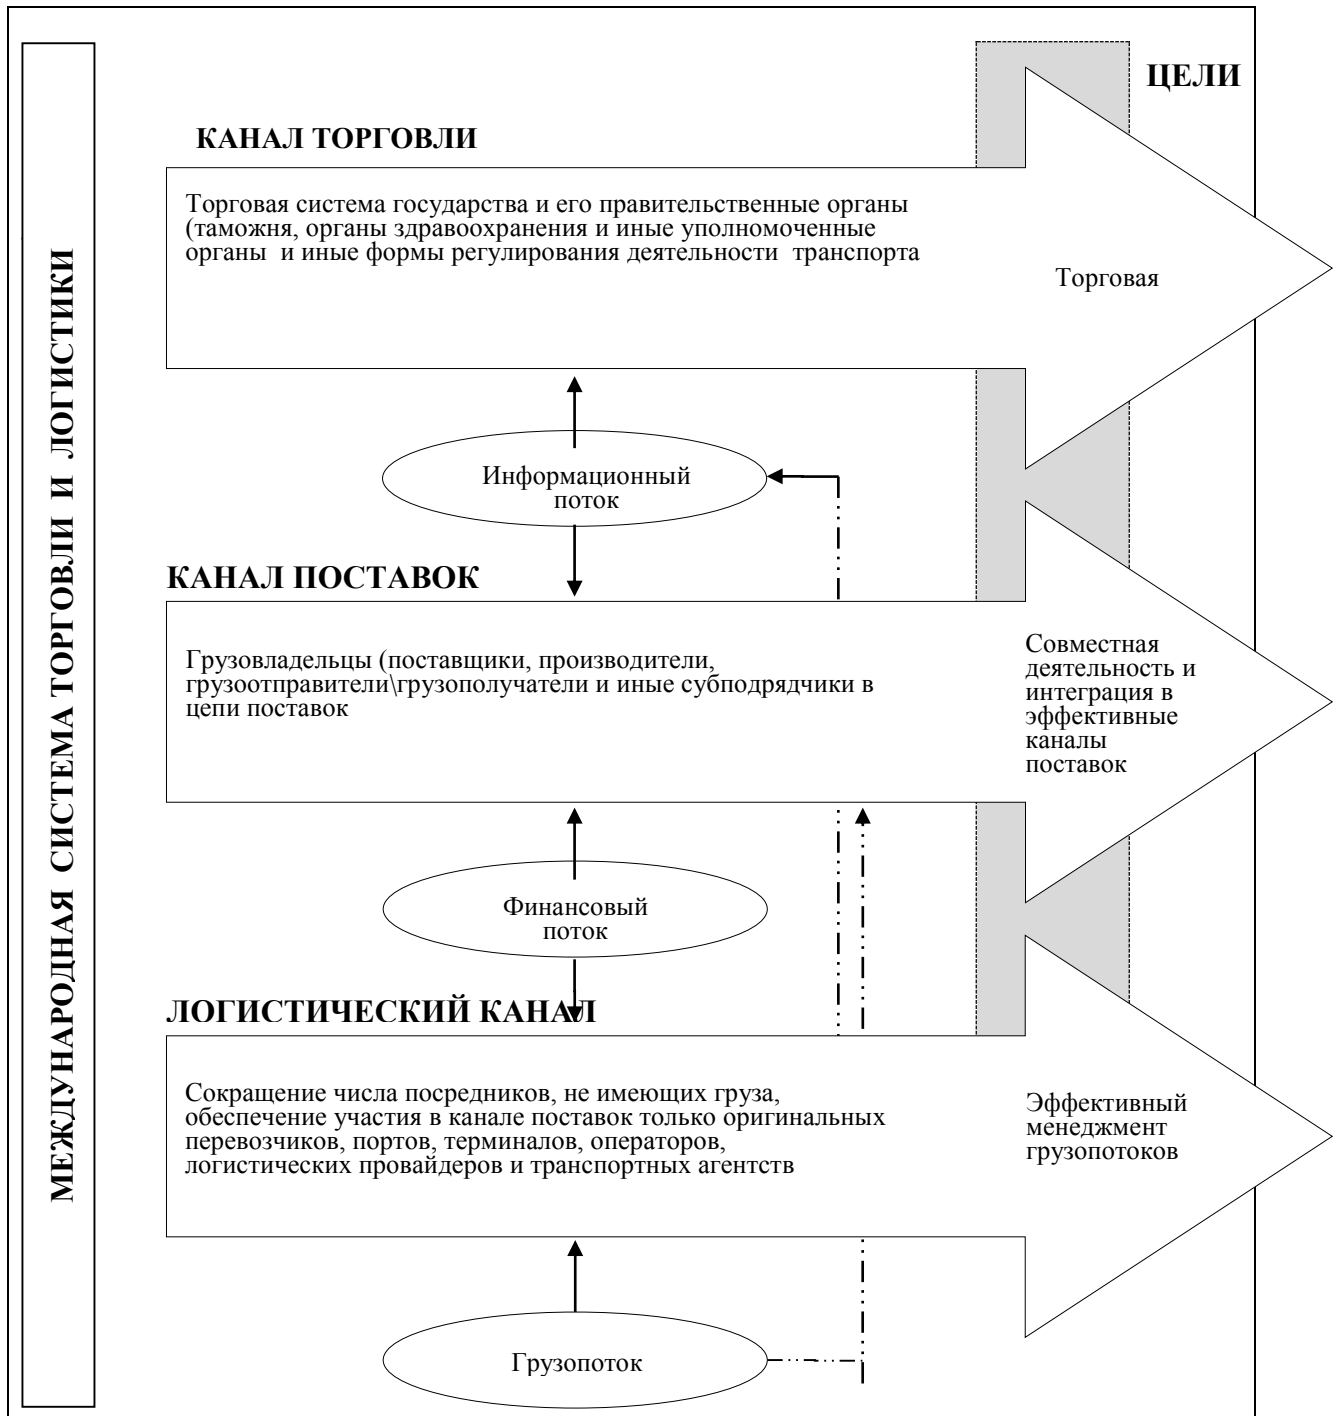 МЕЖДУНАРОДНАЯ СИСТЕМА ТОРГОВЛИ И ЛОГИСТИКИ
ЦЕЛИ
КАНАЛ ТОРГОВЛИ
Торговая система государства и его правительственные органы
(таможня, органы здравоохранения и иные уполномоченные
органы и иные формы регулирования деятельности транспорта
Торговая
Информационный
поток
КАНАЛ ПОСТАВОК
Грузовладельцы (поставщики, производители,
грузоотправители\грузополучатели и иные субподрядчики в
цепи поставок
Совместная
деятельность и
интеграция в
эффективные
каналы
поставок
Финансовый
поток
ЛОГИСТИЧЕСКИЙ КАНАЛ
Сокращение числа посредников, не имеющих груза,
обеспечение участия в канале поставок только оригинальных
перевозчиков, портов, терминалов, операторов,
логистических провайдеров и транспортных агентств
Эффективный
менеджмент
грузопотоков
Грузопоток